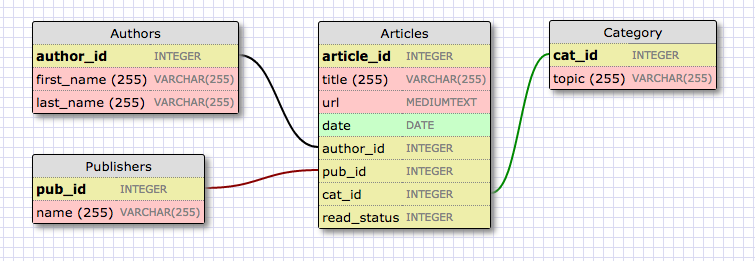 Authors
author_id INTEGER
first_name (255) VARCHAR(255)
last_name (255) VARCHAR(255)
Publishers
pub_id INTEGER
name (255) VARCHAR(255)
Articles
article_id INTEGER
title (255) VARCHAR(255)
url MEDIUMTEXT
date DATE
author_id INTEGER
pub_id INTEGER
cat_id INTEGER
read_status INTEGER
Category
cat_id INTEGER
topic (255) VARCHAR(255)